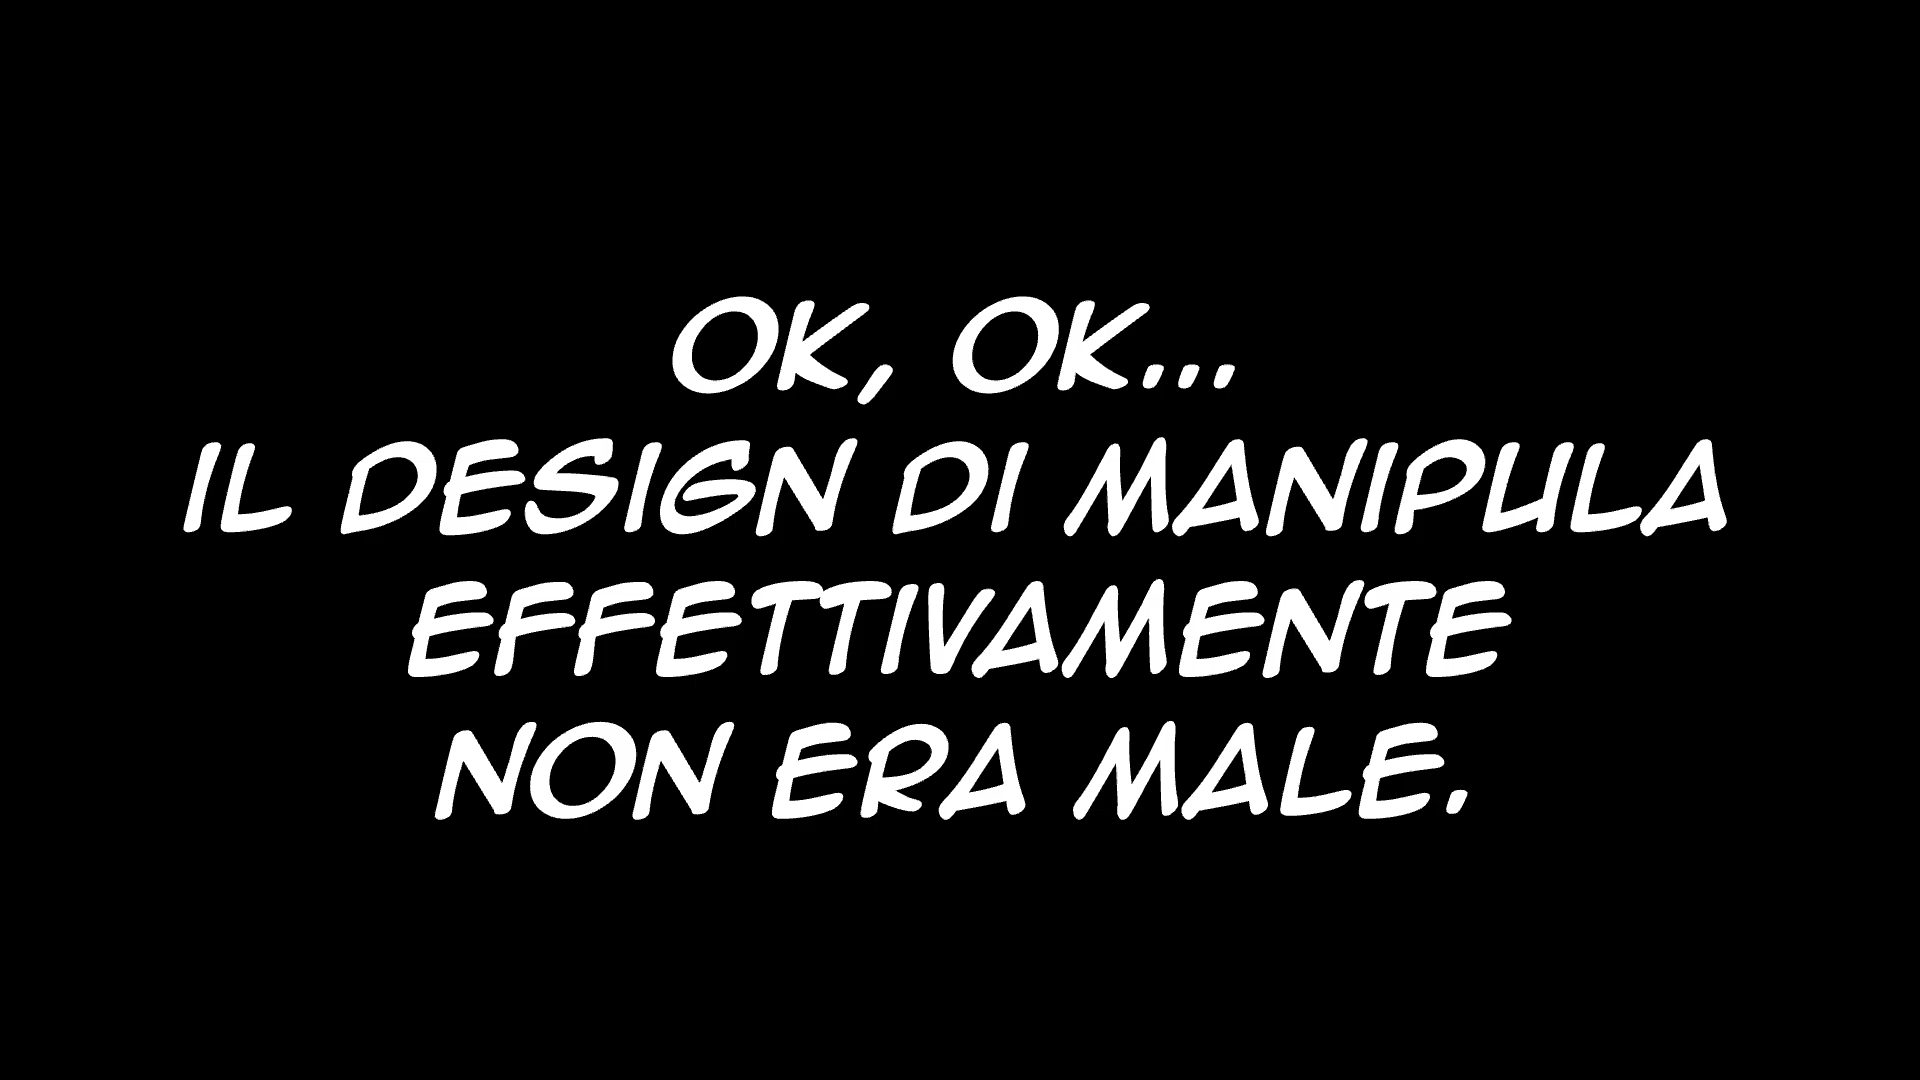 OK, OK...
IL DESIGN DI MANIPULA
EFFETTIVAMENTE
NON ERA MALE.